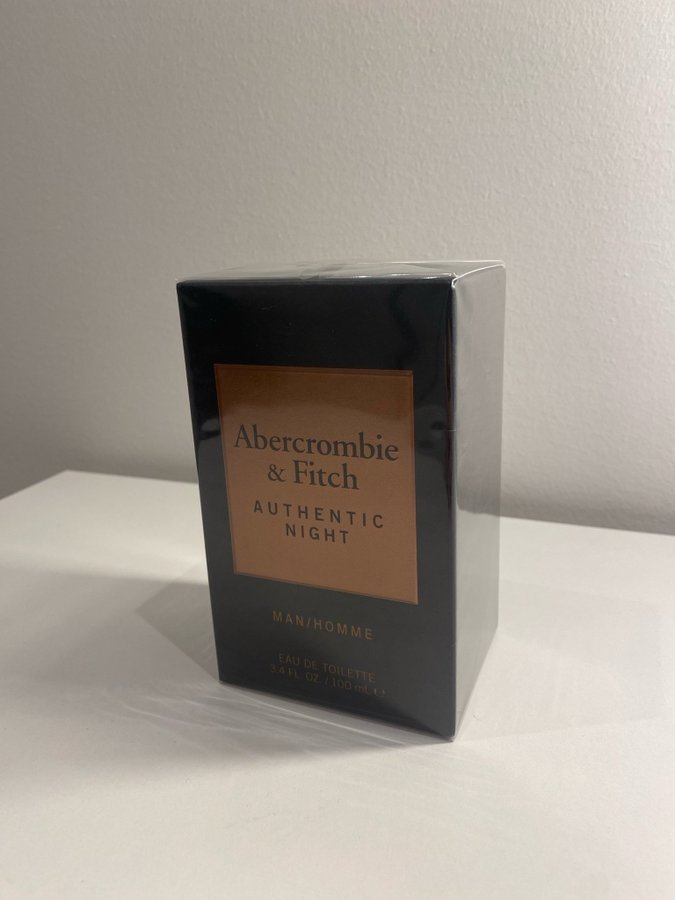 Abercrombie
& Fitch
AUTHENTIC
NIGHT
MAN/HOMME
EAU DE TOILETTE
3.4 FL. OZ. / 100 mL ℮